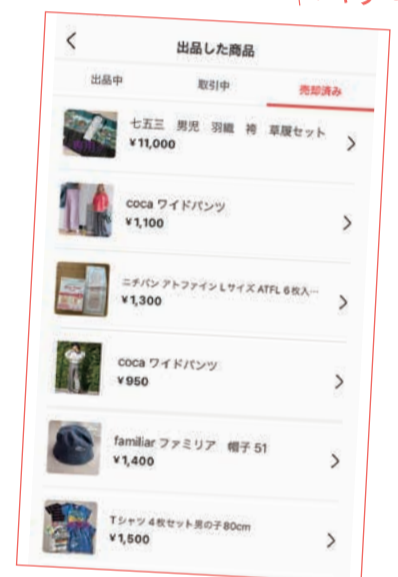 出品した商品
出品中 取引中 売却済み
七五三 男児 羽織 袴 草履セット
¥11,000
coca ワイドパンツ
¥1,100
ニチバン アトファイン Lサイズ ATFL 6枚入…
¥1,300
coca ワイドパンツ
¥950
familiar ファミリア 帽子 51
¥1,400
Tシャツ 4枚セット男の子80cm
¥1,500